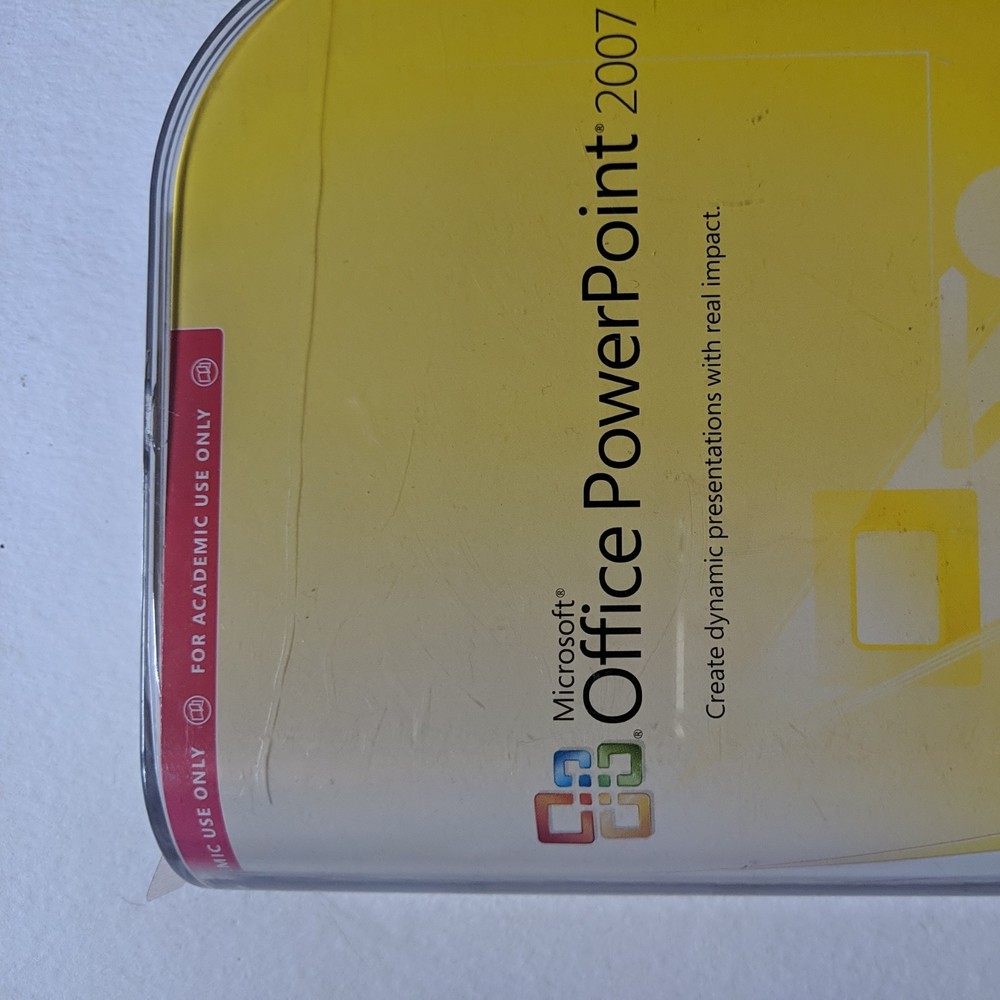 MIC USE ONLY FOR ACADEMIC USE ONLY
Microsoft®
Office PowerPoint® 2007
Create dynamic presentations with real impact.